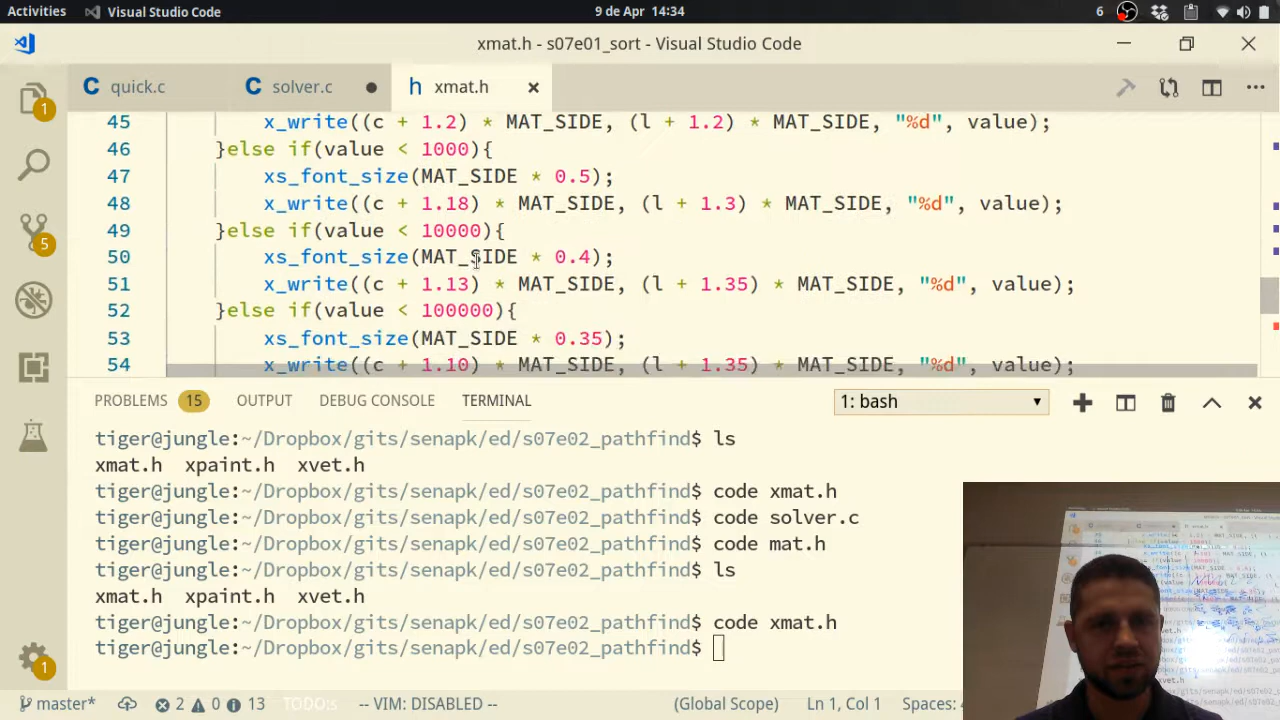 Activities Visual Studio Code 9 de Apr 14:34 6
xmat.h - s07e01_sort - Visual Studio Code
quick.c solver.c xmat.h
45 x_write((c + 1.2) * MAT_SIDE, (l + 1.2) * MAT_SIDE, "%d", value);
46 }else if(value < 1000){
47 xs_font_size(MAT_SIDE * 0.5);
48 x_write((c + 1.18) * MAT_SIDE, (l + 1.3) * MAT_SIDE, "%d", value);
49 }else if(value < 10000){
50 xs_font_size(MAT_SIDE * 0.4);
51 x_write((c + 1.13) * MAT_SIDE, (l + 1.35) * MAT_SIDE, "%d", value);
52 }else if(value < 100000){
53 xs_font_size(MAT_SIDE * 0.35);
54 x_write((c + 1.10) * MAT_SIDE, (l + 1.35) * MAT_SIDE, "%d", value);
PROBLEMS 15 OUTPUT DEBUG CONSOLE TERMINAL 1: bash
tiger@jungle:~/Dropbox/gits/senapk/ed/s07e02_pathfind$ ls
xmat.h xpaint.h xvet.h
tiger@jungle:~/Dropbox/gits/senapk/ed/s07e02_pathfind$ code xmat.h
tiger@jungle:~/Dropbox/gits/senapk/ed/s07e02_pathfind$ code solver.c
tiger@jungle:~/Dropbox/gits/senapk/ed/s07e02_pathfind$ code mat.h
tiger@jungle:~/Dropbox/gits/senapk/ed/s07e02_pathfind$ ls
xmat.h xpaint.h xvet.h
tiger@jungle:~/Dropbox/gits/senapk/ed/s07e02_pathfind$ code xmat.h
tiger@jungle:~/Dropbox/gits/senapk/ed/s07e02_pathfind$
1
5
1
master* 2 0 13 TODO:s -- VIM: DISABLED -- (Global Scope) Ln 1, Col 1 Spaces: